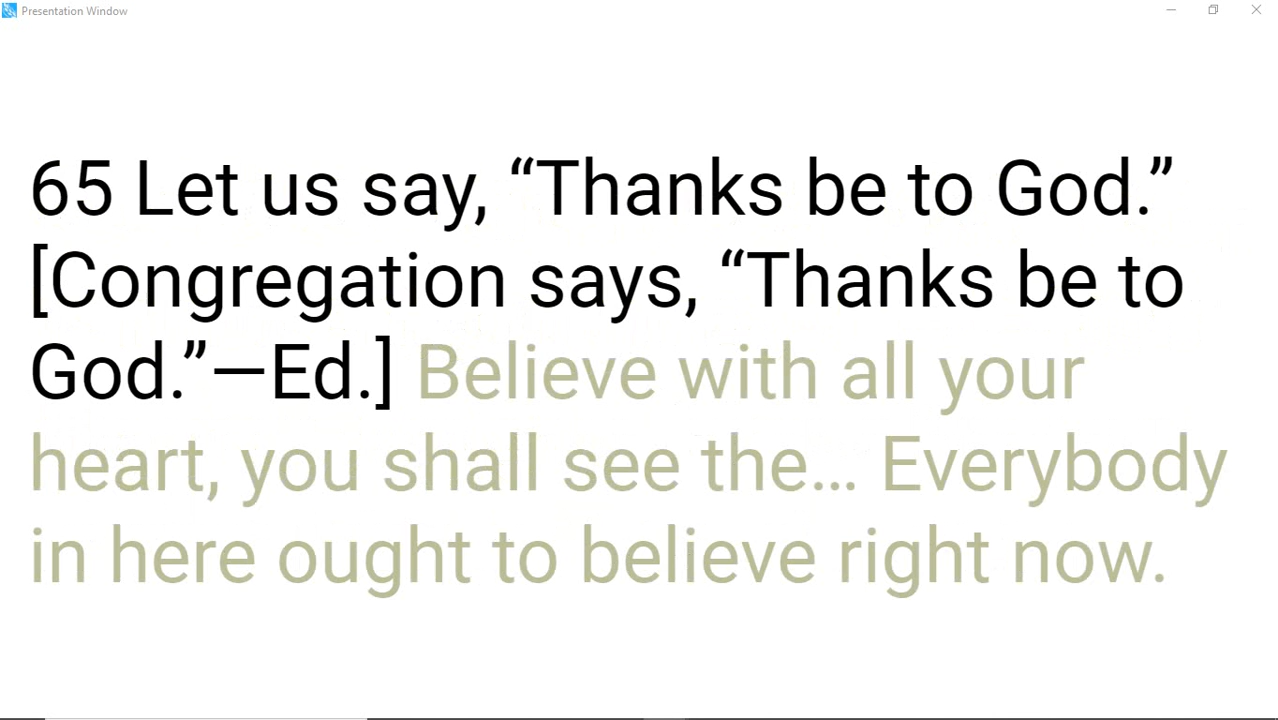 Presentation Window
65 Let us say, “Thanks be to God.”
[Congregation says, “Thanks be to
God.”—Ed.] Believe with all your
heart, you shall see the… Everybody
in here ought to believe right now.